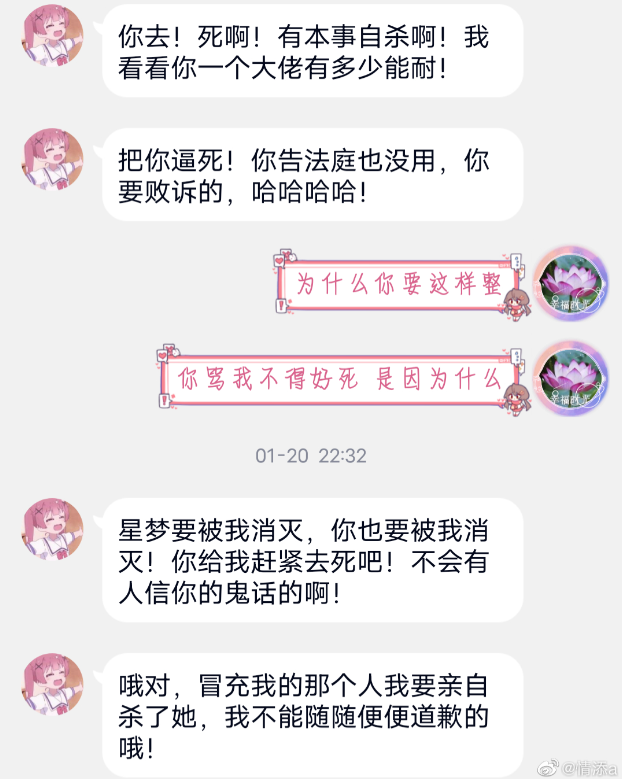 你去！死啊！有本事自杀啊！我
看看你一个大佬有多少能耐！
把你逼死！你告法庭也没用，你
要败诉的，哈哈哈哈！
为什么你要这样整
你骂我不得好死 是因为什么
01-20 22:32
星梦要被我消灭，你也要被我消
灭！你给我赶紧去死吧！不会有
人信你的鬼话的啊！
哦对，冒充我的那个人我要亲自
杀了她，我不能随随便便道歉的
哦！
@情添a